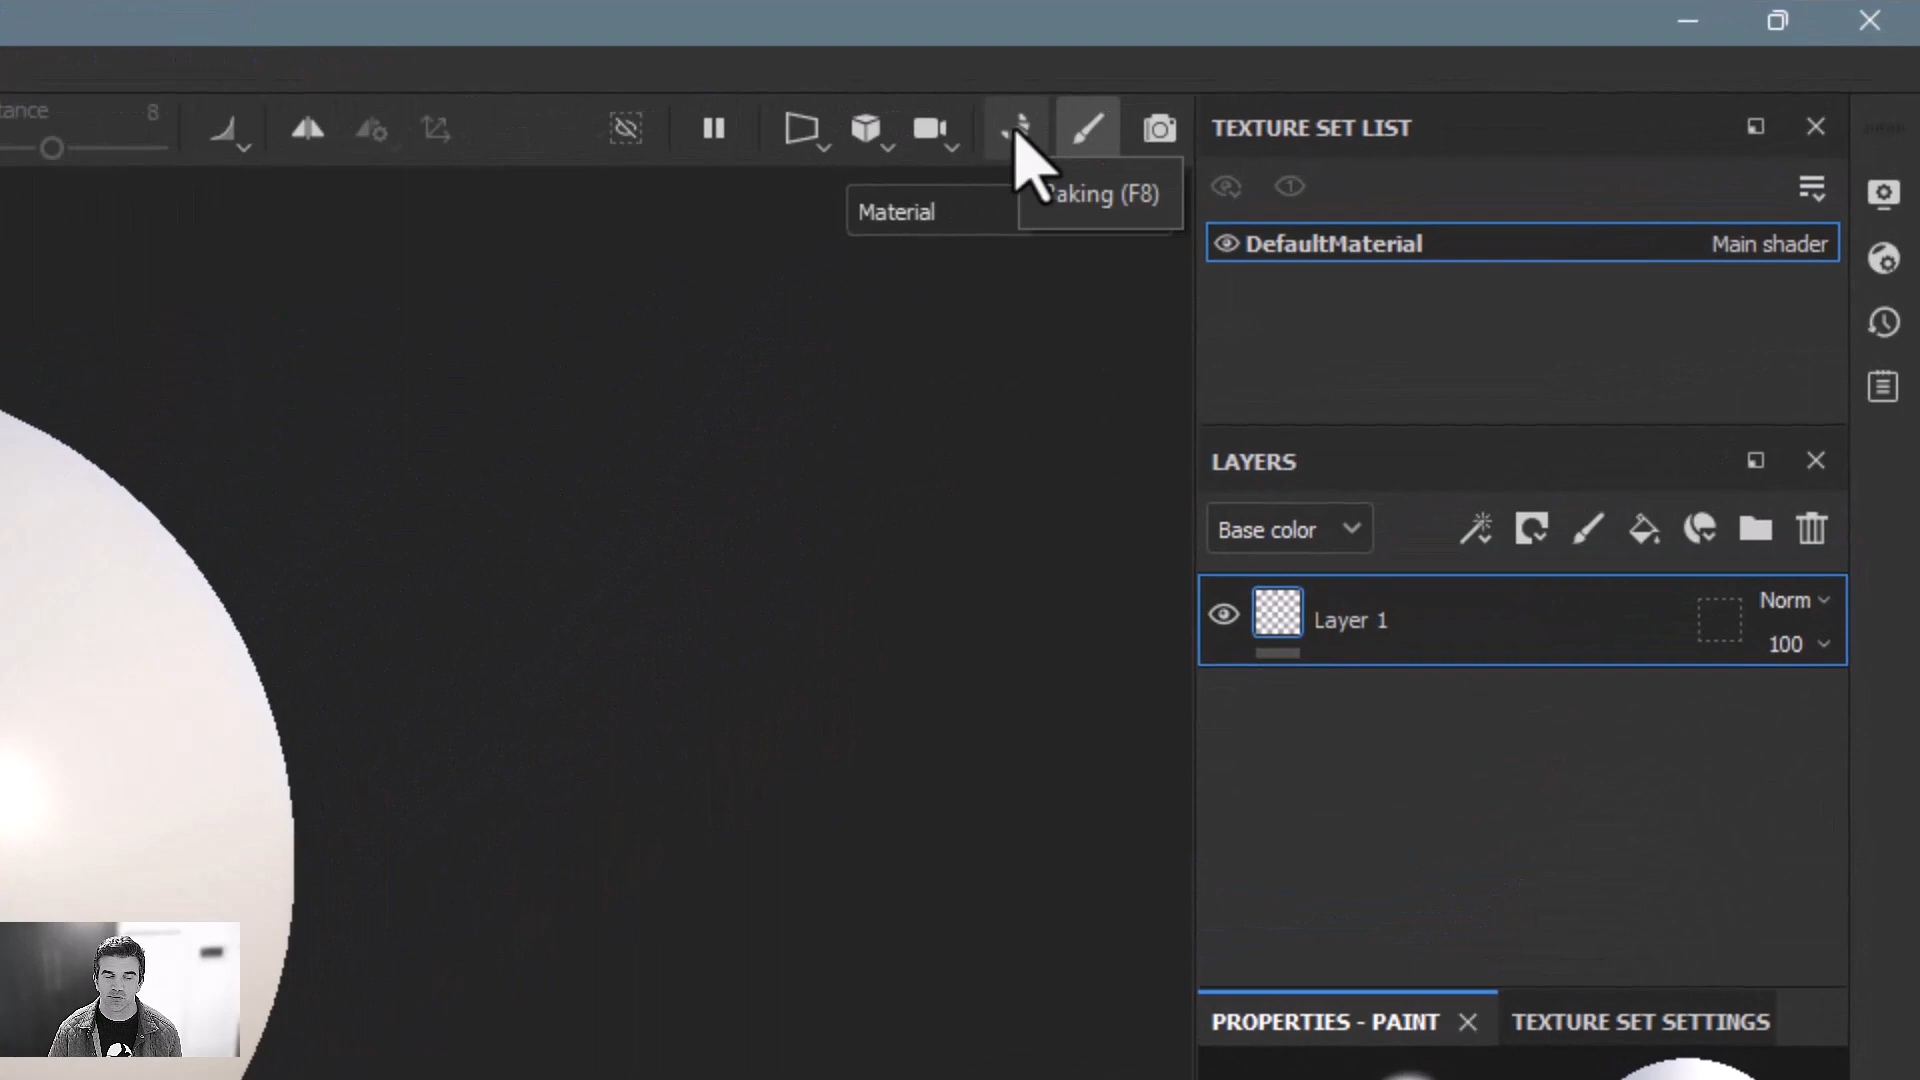 tance 8
Material
aking (F8)
TEXTURE SET LIST
DefaultMaterial Main shader
LAYERS
Base color
Layer 1
Norm
100
PROPERTIES - PAINT
TEXTURE SET SETTINGS